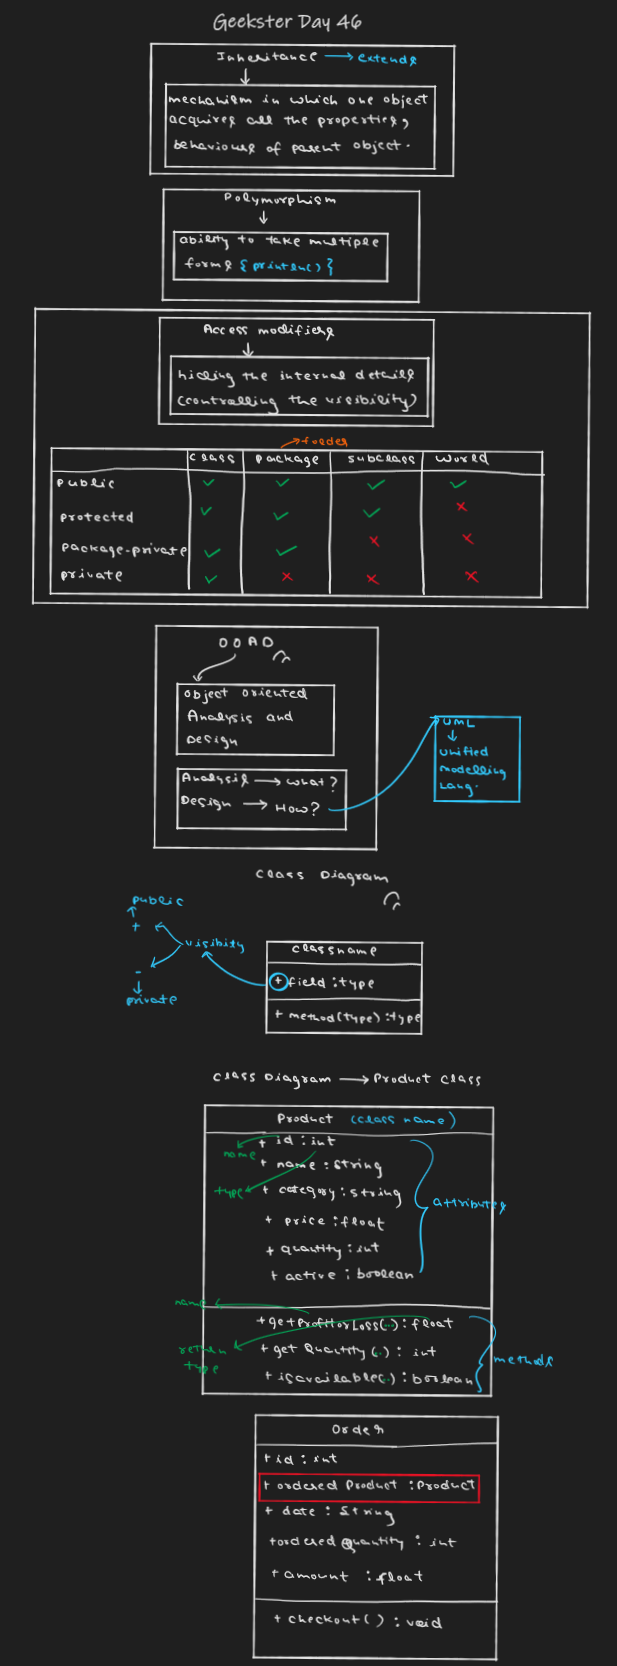 Geekster Day 46
Inheritance → extends
mechanism in which one object
acquires all the properties,
behaviours of parent object.
Polymorphism
ability to take multiple
forms {println()}
Access modifiers
hiding the internal details
(controlling the visibility)
→ folder
class package subclass world
public ✓ ✓ ✓ ✓
protected ✓ ✓ ✓ ×
package-private ✓ ✓ × ×
private ✓ × × ×
OOAD
Object oriented
Analysis and
Design
Analysis → what?
Design → How?
UML
unified
modelling
Lang.
Class Diagram
public
+
visibity
-
private
classname
+ field : type
+ method(type) : type
Class Diagram → Product class
Product (class name)
+ id : int
name
+ name : String
type
+ category : string
attributes
+ price : float
+ quantity : int
+ active : boolean
name
+ getProfitorLoss(..) : float
return
type
+ get Quantity(..) : int
methods
+ isavailable(..) : boolean
Order
+ id : int
+ ordered Product : Product
+ date : String
+ordered Quantity : int
+ amount : float
+ checkout() : void